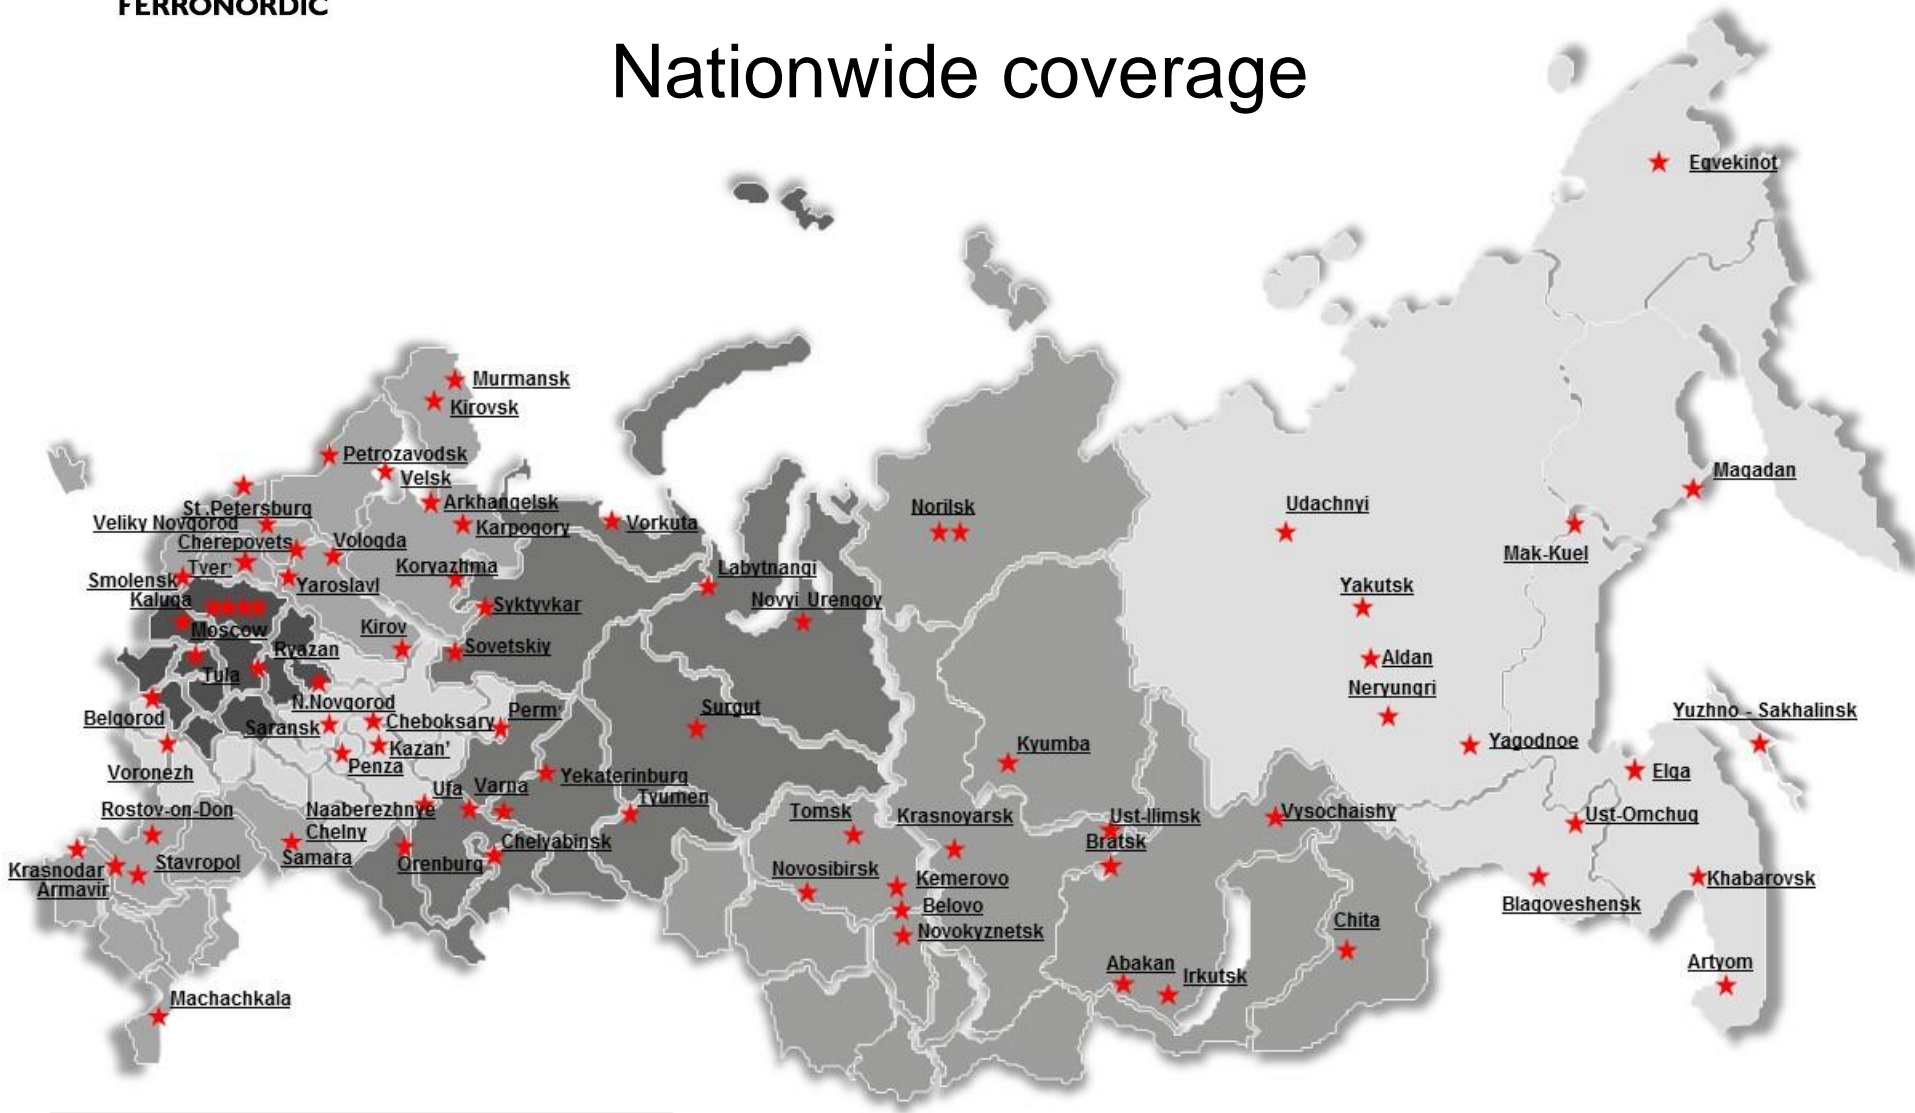 FERRONORDIC
Nationwide coverage
Egvekinot
Murmansk
Kirovsk
Petrozavodsk
Velsk
Magadan
Arkhangelsk
Norilsk
Udachnyi
St.Petersburg
Veliky Novgorod
Karpogory
Vorkuta
Cherepovets
Vologda
Mak-Kuel
Tver'
Koryazhma
Labytnangi
Smolensk
Yaroslavl
Yakutsk
Kaluga
Syktyvkar
Novyi Urengoy
Moscow
Kirov
Ryazan
Sovetskiy
Aldan
Tula
Neryungri
N.Novgorod
Belgorod
Saransk
Cheboksary
Perm'
Surgut
Yuzhno - Sakhalinsk
Kazan'
Kyumba
Yagodnoe
Voronezh
Penza
Yekaterinburg
Elga
Ufa
Varna
Tyumen
Rostov-on-Don
Naaberezhnye
Chelny
Tomsk
Krasnoyarsk
Ust-Ilimsk
Vysochaishy
Ust-Omchug
Samara
Chelyabinsk
Bratsk
Krasnodar
Stavropol
Orenburg
Novosibirsk
Kemerovo
Khabarovsk
Armavir
Belovo
Blagoveshensk
Novokyznetsk
Chita
Abakan
Irkutsk
Artyom
Machachkala